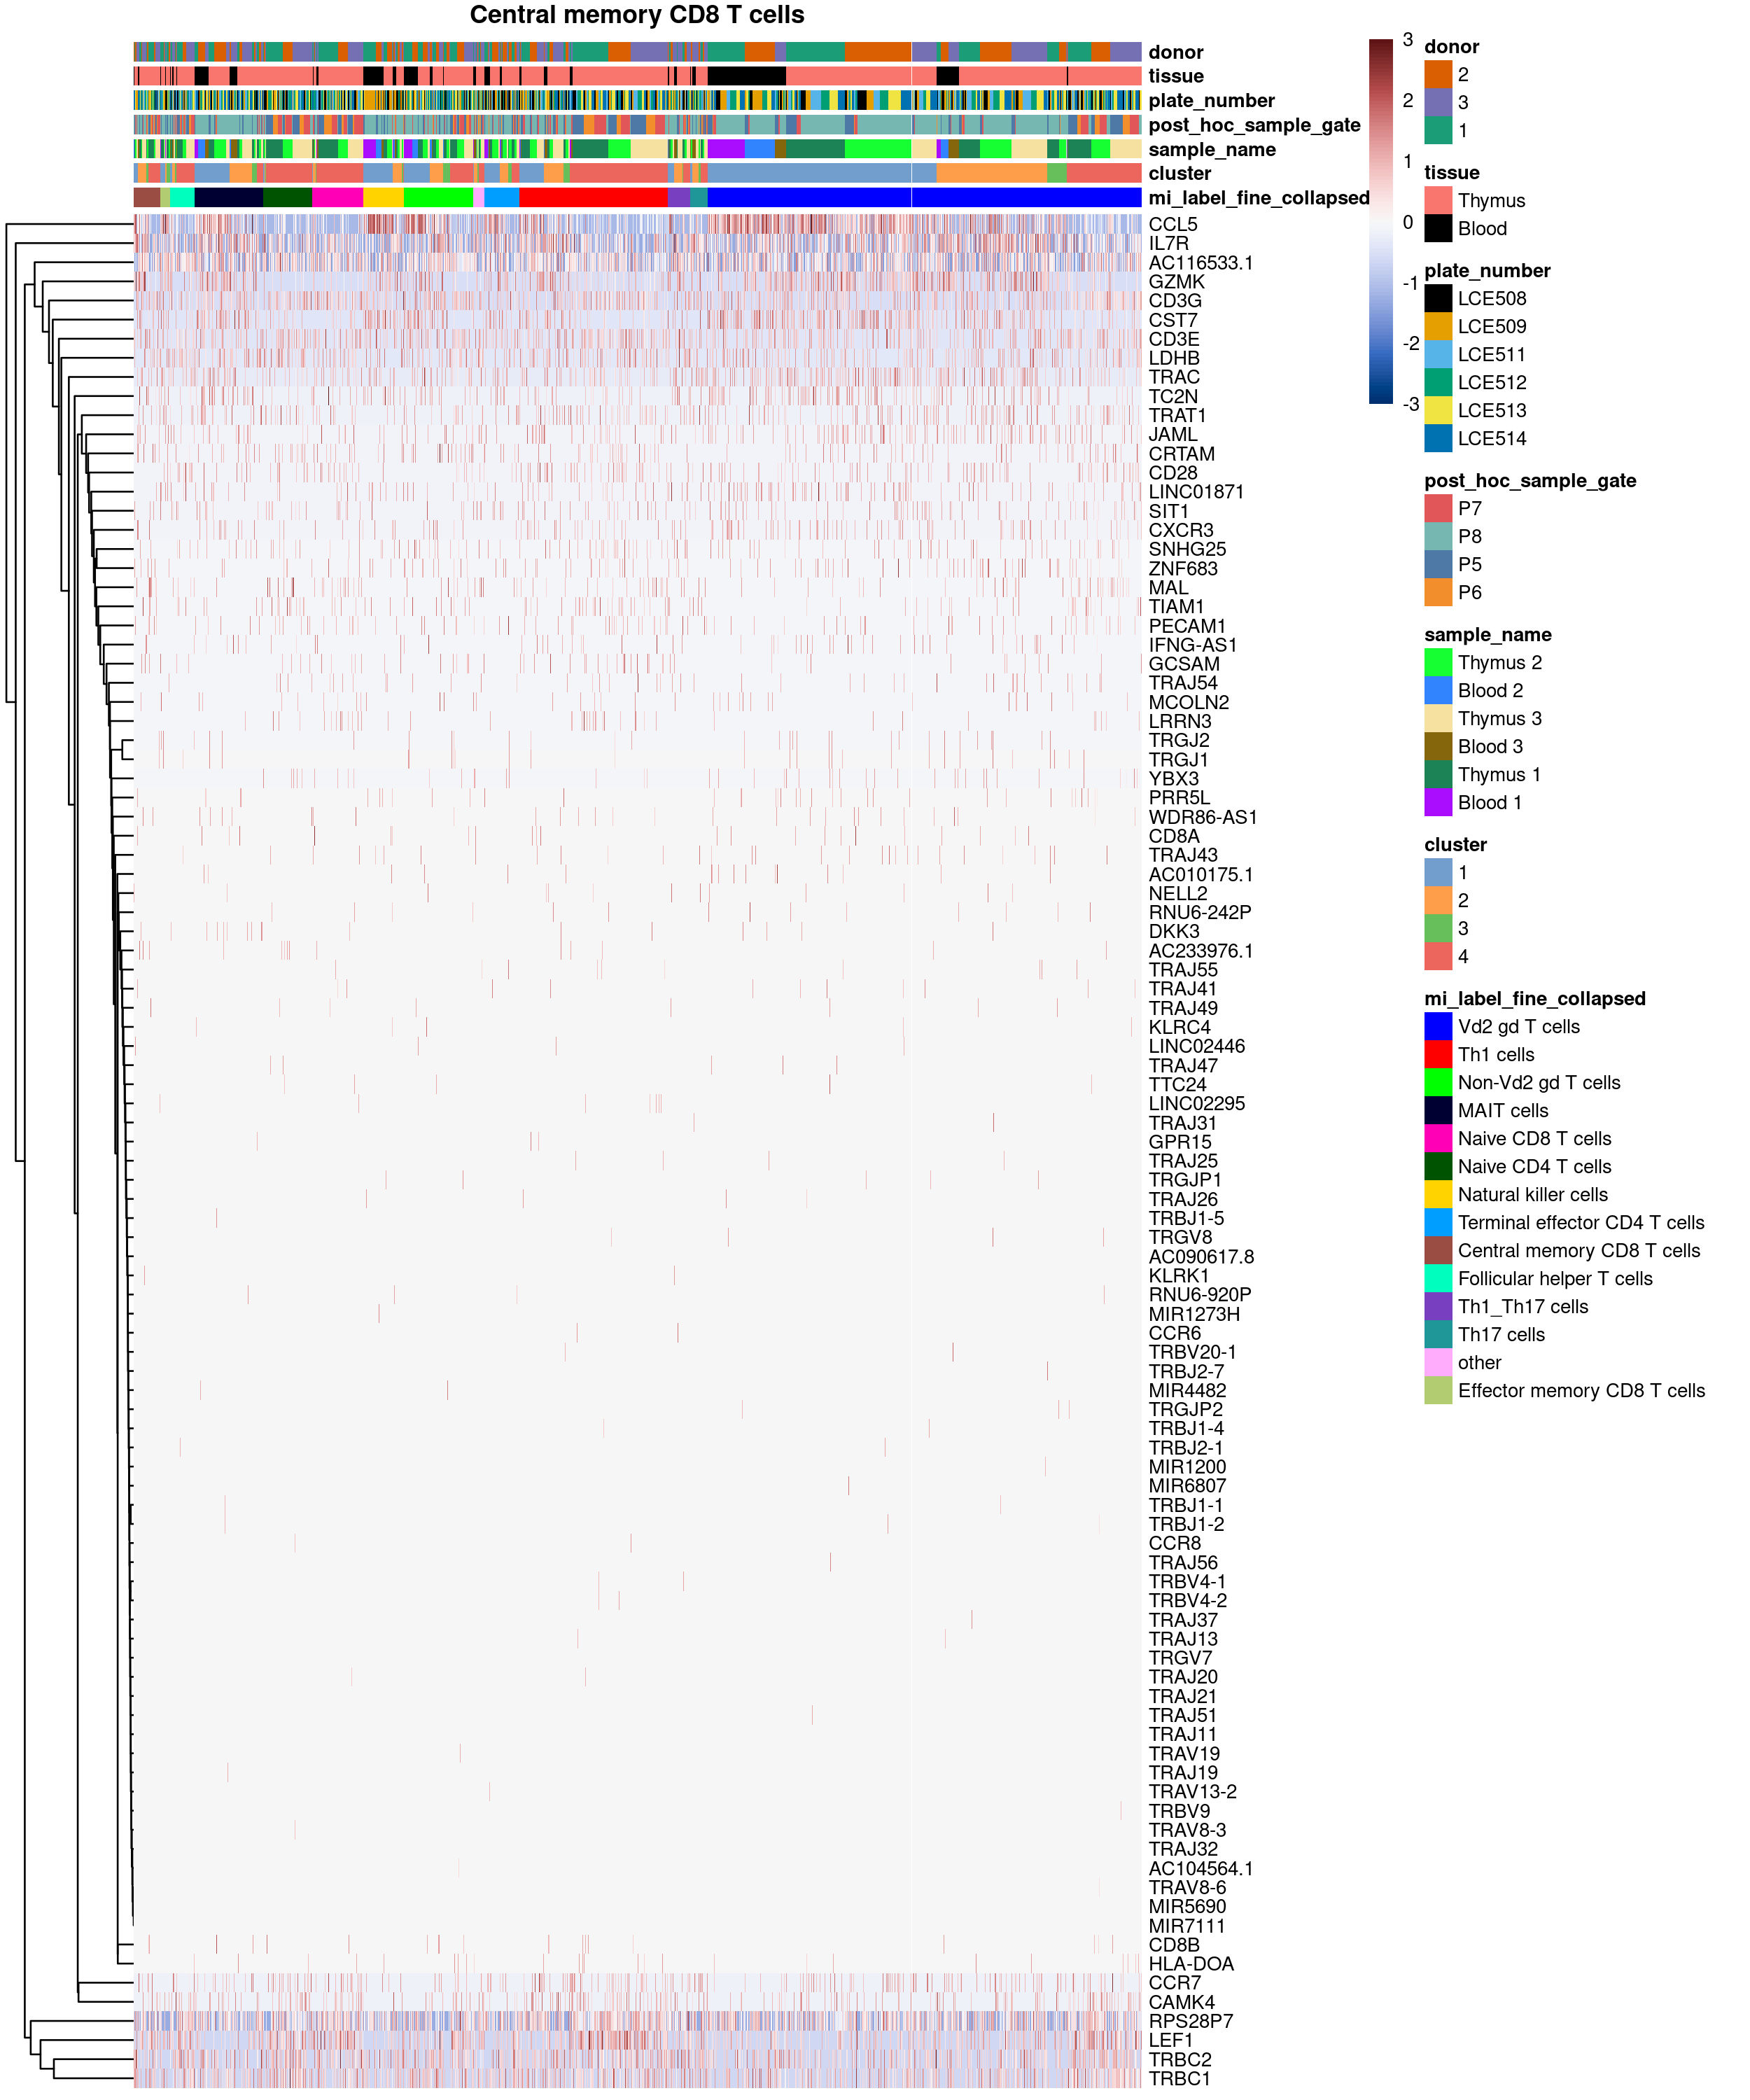 Central memory CD8 T cells
donor
tissue
plate_number
post_hoc_sample_gate
sample_name
cluster
mi_label_fine_collapsed
CCL5
IL7R
AC116533.1
GZMK
CD3G
CST7
CD3E
LDHB
TRAC
TC2N
TRAT1
JAML
CRTAM
CD28
LINC01871
SIT1
CXCR3
SNHG25
ZNF683
MAL
TIAM1
PECAM1
IFNG-AS1
GCSAM
TRAJ54
MCOLN2
LRRN3
TRGJ2
TRGJ1
YBX3
PRR5L
WDR86-AS1
CD8A
TRAJ43
AC010175.1
NELL2
RNU6-242P
DKK3
AC233976.1
TRAJ55
TRAJ41
TRAJ49
KLRC4
LINC02446
TRAJ47
TTC24
LINC02295
TRAJ31
GPR15
TRAJ25
TRGJP1
TRAJ26
TRBJ1-5
TRGV8
AC090617.8
KLRK1
RNU6-920P
MIR1273H
CCR6
TRBV20-1
TRBJ2-7
MIR4482
TRGJP2
TRBJ1-4
TRBJ2-1
MIR1200
MIR6807
TRBJ1-1
TRBJ1-2
CCR8
TRAJ56
TRBV4-1
TRBV4-2
TRAJ37
TRAJ13
TRGV7
TRAJ20
TRAJ21
TRAJ51
TRAJ11
TRAV19
TRAJ19
TRAV13-2
TRBV9
TRAV8-3
TRAJ32
AC104564.1
TRAV8-6
MIR5690
MIR7111
CD8B
HLA-DOA
CCR7
CAMK4
RPS28P7
LEF1
TRBC2
TRBC1
3
2
1
0
-1
-2
-3
donor
2
3
1
tissue
Thymus
Blood
plate_number
LCE508
LCE509
LCE511
LCE512
LCE513
LCE514
post_hoc_sample_gate
P7
P8
P5
P6
sample_name
Thymus 2
Blood 2
Thymus 3
Blood 3
Thymus 1
Blood 1
cluster
1
2
3
4
mi_label_fine_collapsed
Vd2 gd T cells
Th1 cells
Non-Vd2 gd T cells
MAIT cells
Naive CD8 T cells
Naive CD4 T cells
Natural killer cells
Terminal effector CD4 T cells
Central memory CD8 T cells
Follicular helper T cells
Th1_Th17 cells
Th17 cells
other
Effector memory CD8 T cells